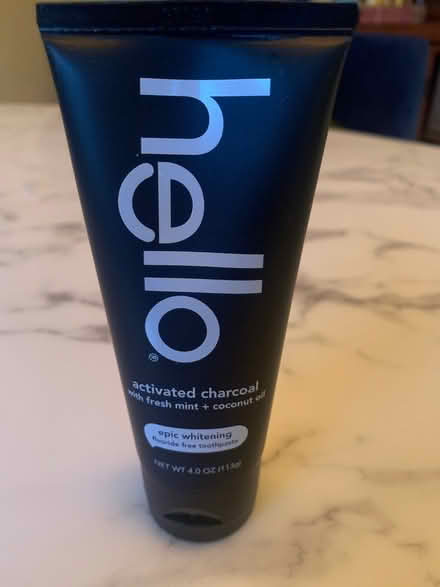 hello®
activated charcoal
with fresh mint + coconut oil
epic whitening
fluoride free toothpaste
NET WT 4.0 OZ (113g)